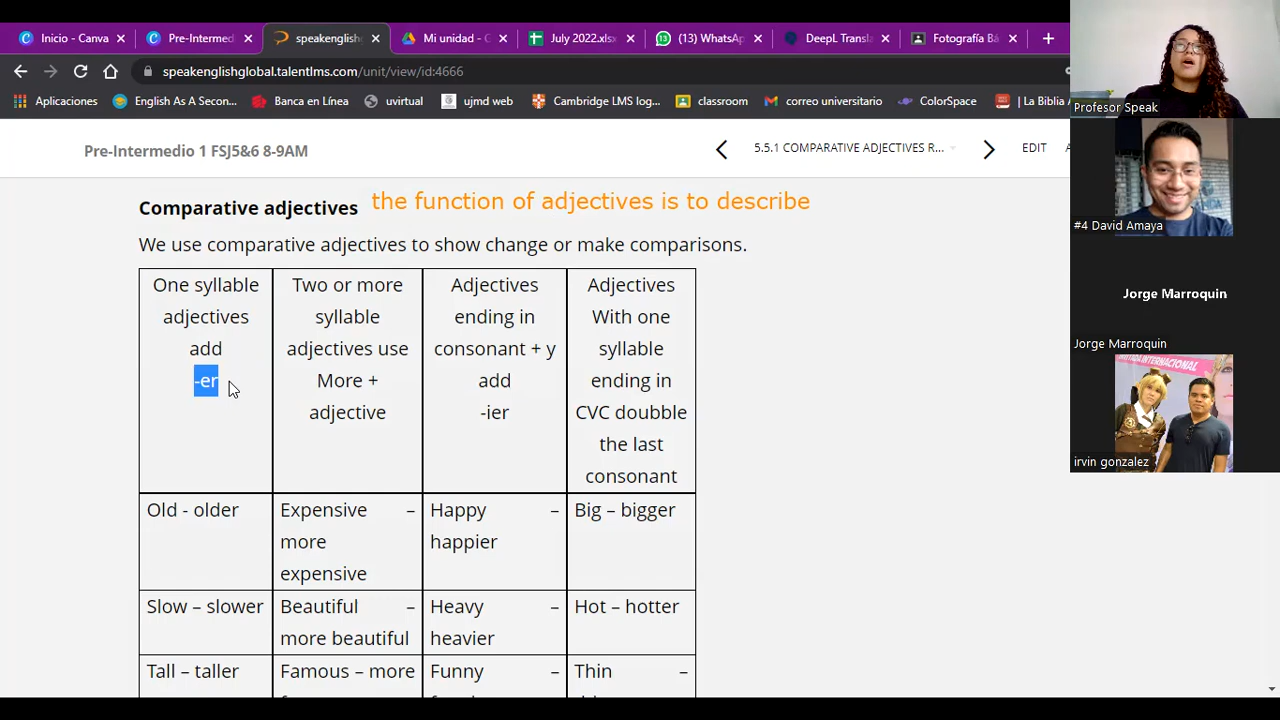 Inicio - Canva
Pre-Intermed
speakenglish
Mi unidad - G
July 2022.xlsx
(13) WhatsAp
DeepL Transla
Fotografía Bá
speakenglishglobal.talentlms.com/unit/view/id:4666
Aplicaciones
English As A Secon...
Banca en Línea
uvirtual
ujmd web
Cambridge LMS log...
classroom
correo universitario
ColorSpace
| La Biblia
Pre-Intermedio 1 FSJ5&6 8-9AM
5.5.1 COMPARATIVE ADJECTIVES R...
EDIT
Comparative adjectives
the function of adjectives is to describe
We use comparative adjectives to show change or make comparisons.
One syllable
adjectives
add
-er
Two or more
syllable
adjectives use
More +
adjective
Adjectives
ending in
consonant + y
add
-ier
Adjectives
With one
syllable
ending in
CVC doubble
the last
consonant
Old - older
Expensive –
more
expensive
Happy –
happier
Big – bigger
Slow – slower
Beautiful –
more beautiful
Heavy –
heavier
Hot – hotter
Tall – taller
Famous – more
Funny –
Thin –
Profesor Speak
#4 David Amaya
Jorge Marroquin
Jorge Marroquin
irvin gonzalez